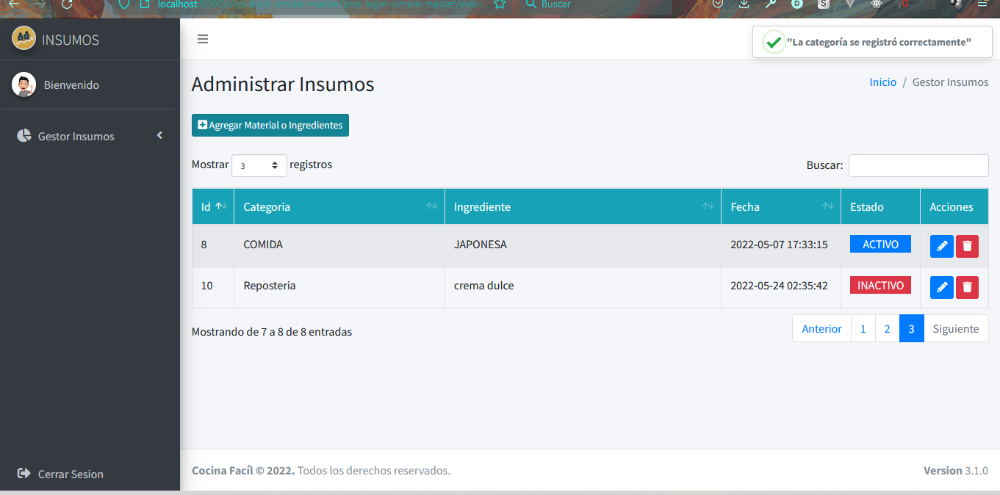 localhost:8080/php-login-simple-master/php-login-simple-master/index
Buscar
INSUMOS
"La categoría se registró correctamente"
Bienvenido
Gestor Insumos
Cerrar Sesion
Administrar Insumos
Inicio / Gestor Insumos
Agregar Material o Ingredientes
Mostrar 3 registros
Buscar:
Id Categoria Ingrediente Fecha Estado Acciones
8 COMIDA JAPONESA 2022-05-07 17:33:15 ACTIVO
10 Reposteria crema dulce 2022-05-24 02:35:42 INACTIVO
Mostrando de 7 a 8 de 8 entradas
Anterior 1 2 3 Siguiente
Cocina Facíl © 2022. Todos los derechos reservados.
Version 3.1.0